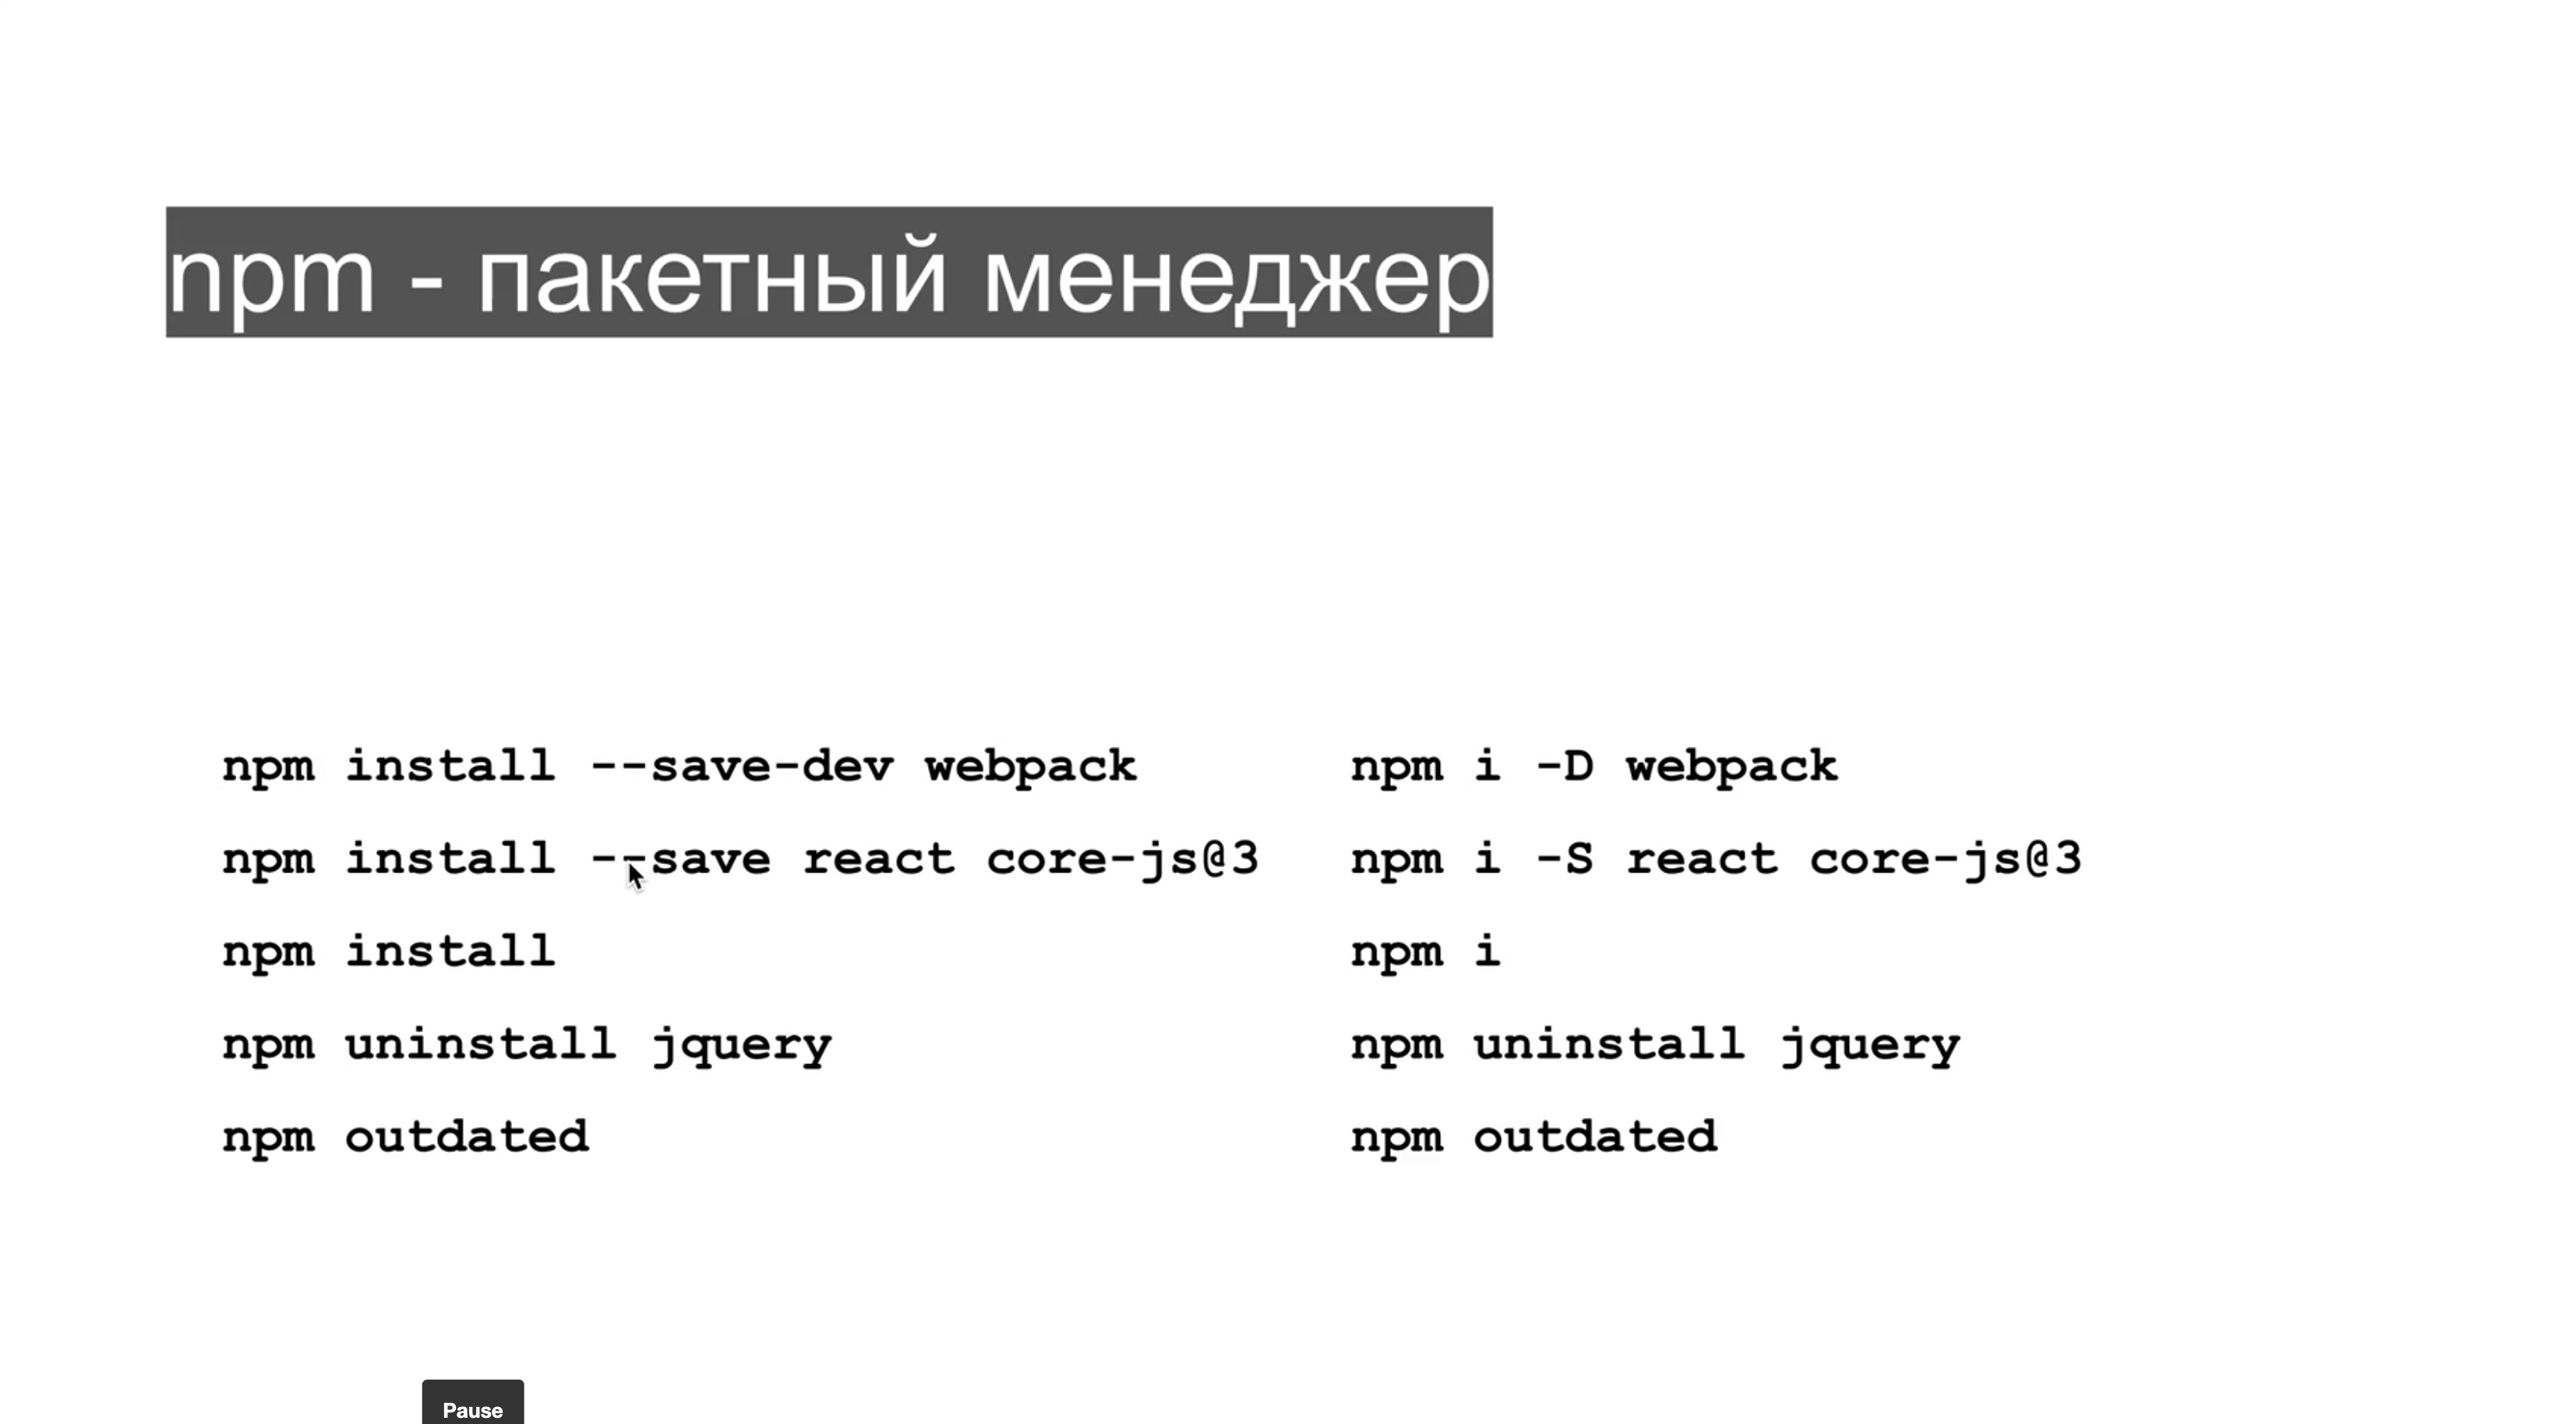 npm - пакетный менеджер
npm install --save-dev webpack
npm install --save react core-js@3
npm install
npm uninstall jquery
npm outdated
npm i -D webpack
npm i -S react core-js@3
npm i
npm uninstall jquery
npm outdated
Pause